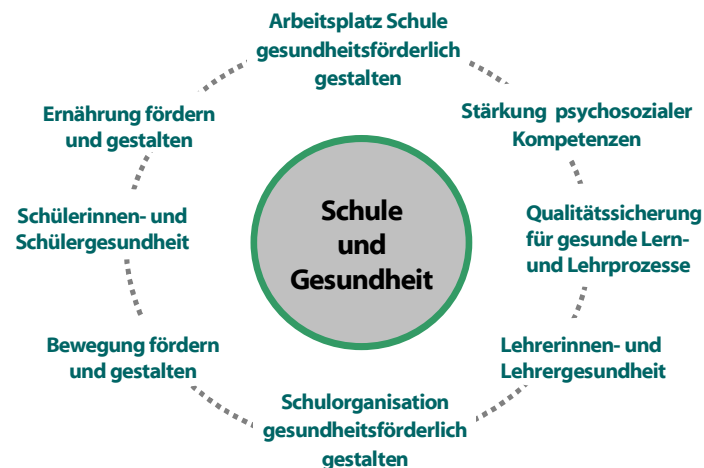 Arbeitsplatz Schule
gesundheitsförderlich
gestalten
Stärkung psychosozialer
Kompetenzen
Qualitätssicherung
für gesunde Lern-
und Lehrprozesse
Lehrerinnen- und
Lehrergesundheit
Schulorganisation
gesundheitsförderlich
gestalten
Bewegung fördern
und gestalten
Schülerinnen- und
Schülergesundheit
Ernährung fördern
und gestalten
Schule
und
Gesundheit